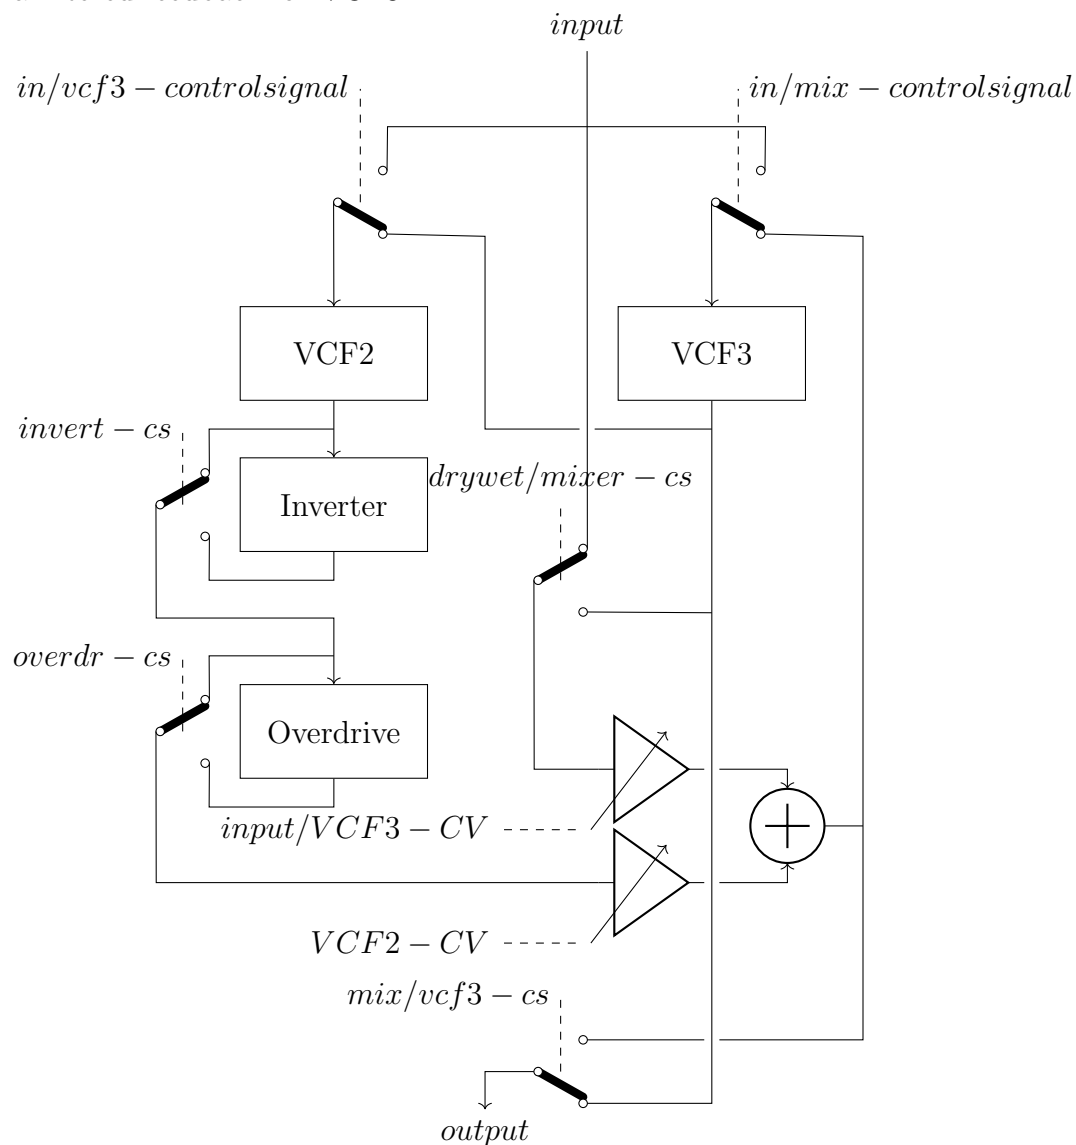 input
in/vcf3 − controlsignal
in/mix − controlsignal
VCF2
VCF3
invert − cs
drywet/mixer − cs
Inverter
overdr − cs
Overdrive
input/VCF3 − CV
VCF2 − CV
mix/vcf3 − cs
output